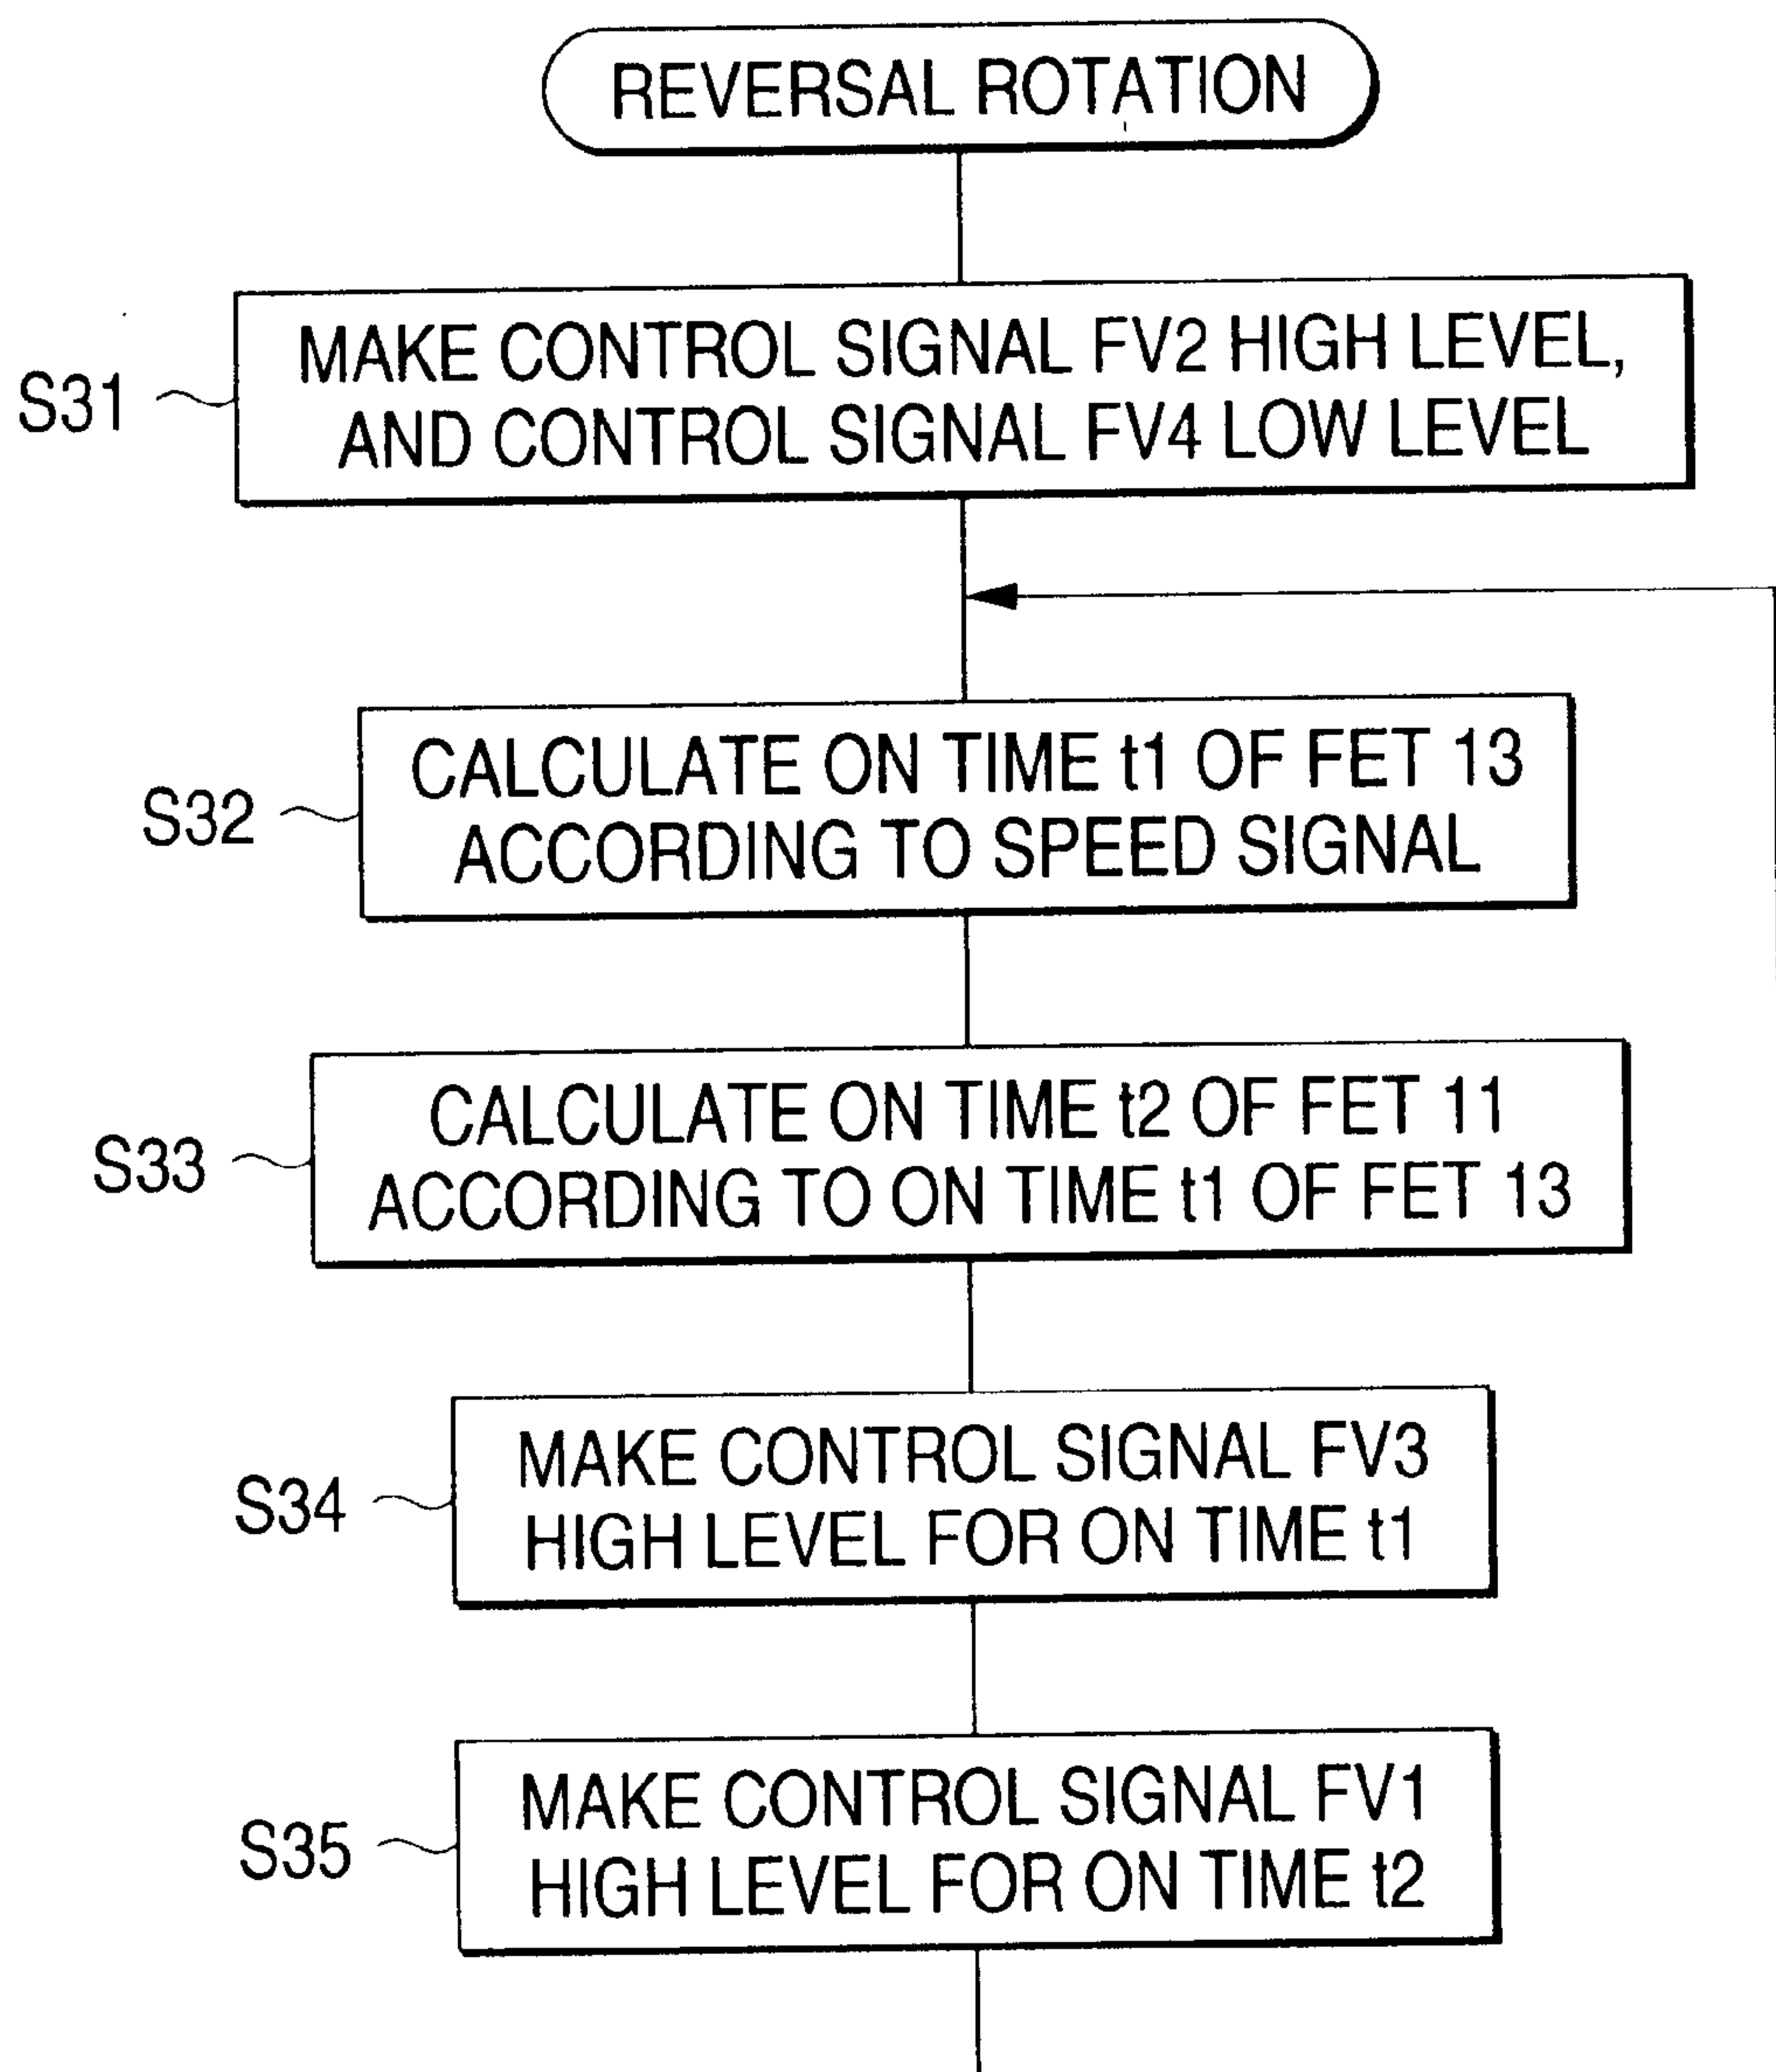 REVERSAL ROTATION
S31
MAKE CONTROL SIGNAL FV2 HIGH LEVEL,
AND CONTROL SIGNAL FV4 LOW LEVEL
S32
CALCULATE ON TIME t1 OF FET 13
ACCORDING TO SPEED SIGNAL
S33
CALCULATE ON TIME t2 OF FET 11
ACCORDING TO ON TIME t1 OF FET 13
S34
MAKE CONTROL SIGNAL FV3
HIGH LEVEL FOR ON TIME t1
S35
MAKE CONTROL SIGNAL FV1
HIGH LEVEL FOR ON TIME t2